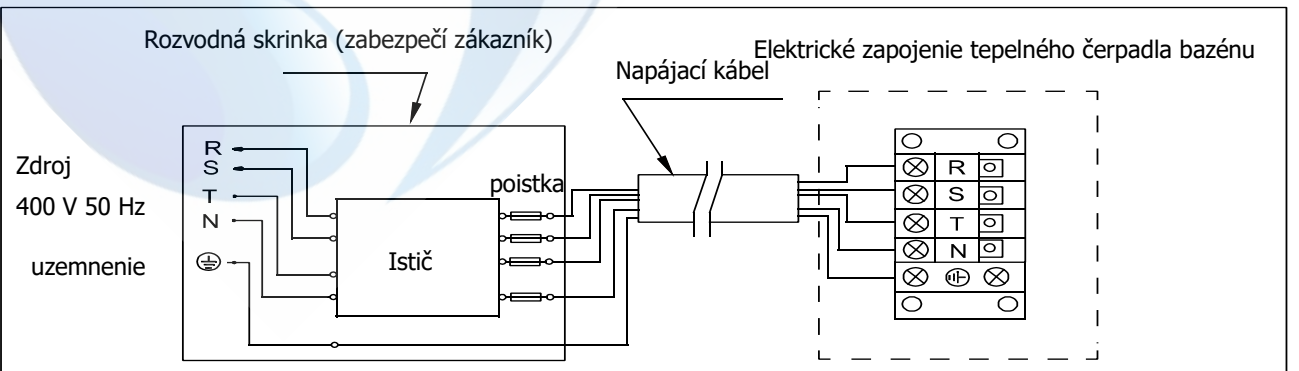 Rozvodná skrinka (zabezpečí zákazník)
Elektrické zapojenie tepelného čerpadla bazénu
Napájací kábel
Zdroj
400 V 50 Hz
uzemnenie
R
S
T
N
Istič
poistka
R
S
T
N